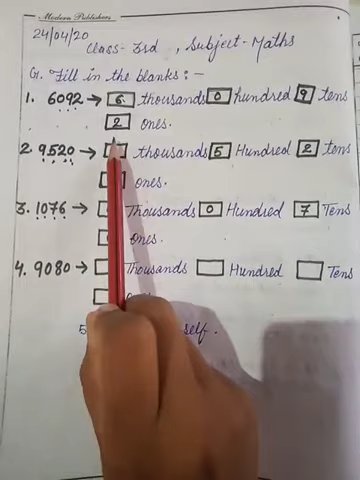 Modern Publishers
24/04/20
Class-3rd, Subject-Maths
Q. Fill in the blanks:-
1. 6092 → 6 thousands 0 hundred 9 tens
2 ones.
2. 9520 → thousands 5 Hundred 2 tens
ones.
3. 1076 → Thousands 0 Hundred 7 Tens
ones.
4. 9080 → Thousands Hundred Tens
5 self.